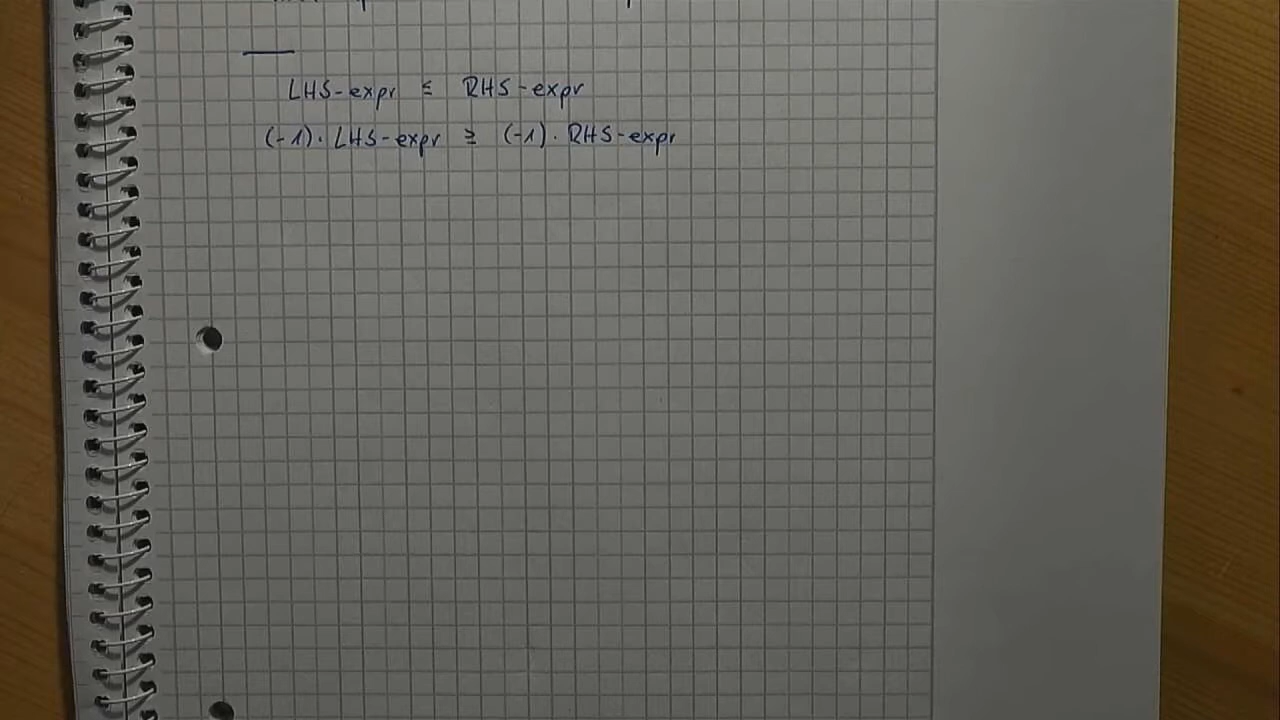 LHS-expr ≤ RHS-expr
(-1)· LHS-expr ≥ (-1)· RHS-expr